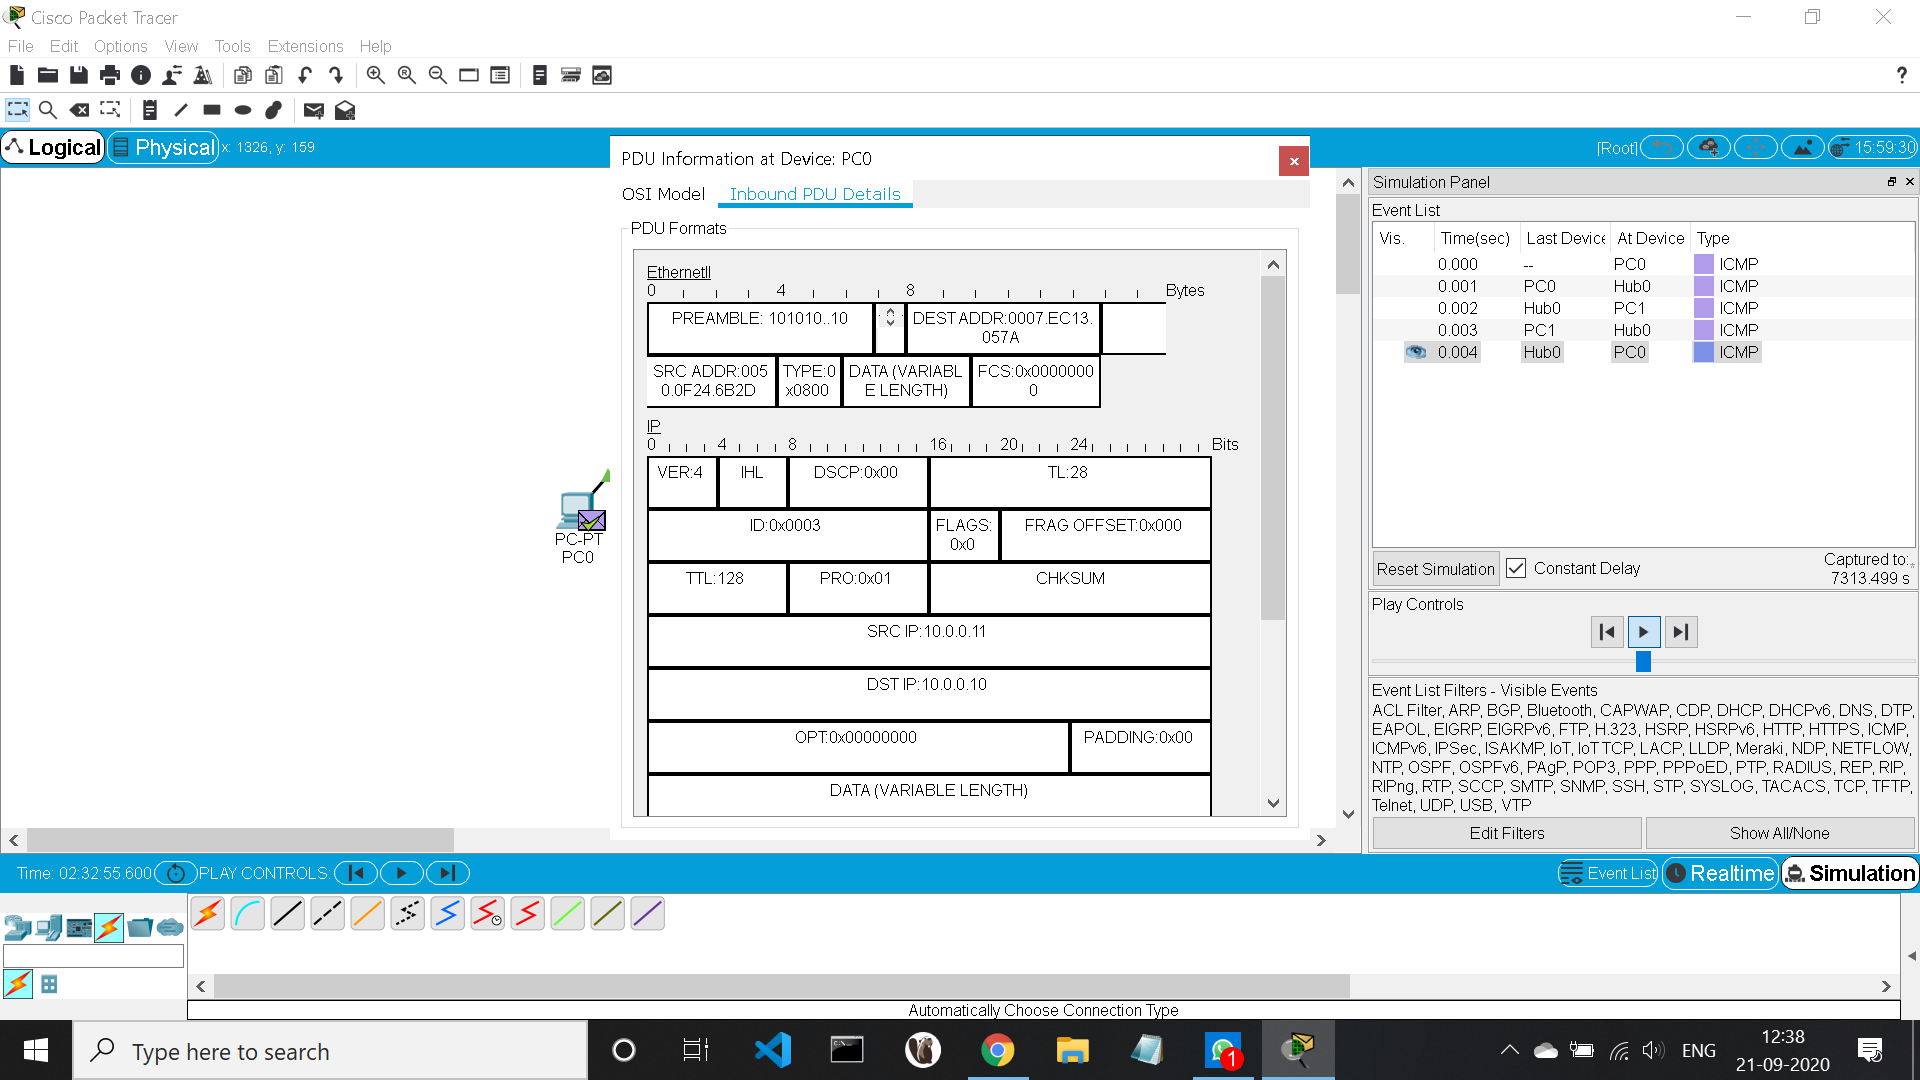 Cisco Packet Tracer
File Edit Options View Tools Extensions Help
?
Logical Physical x: 1326, y: 159
[Root] 15:59:30
PDU Information at Device: PC0
OSI Model Inbound PDU Details
PDU Formats
EthernetII
0 4 8 Bytes
PREAMBLE: 101010..10
DEST ADDR:0007.EC13.
057A
SRC ADDR:005
0.0F24.6B2D
TYPE:0
x0800
DATA (VARIABL
E LENGTH)
FCS:0x0000000
0
IP
0 4 8 16 20 24 Bits
VER:4 IHL DSCP:0x00 TL:28
ID:0x0003
FLAGS:
0x0
FRAG OFFSET:0x000
TTL:128 PRO:0x01 CHKSUM
SRC IP:10.0.0.11
DST IP:10.0.0.10
OPT:0x00000000 PADDING:0x00
DATA (VARIABLE LENGTH)
PC-PT
PC0
Simulation Panel
Event List
Vis. Time(sec) Last Device At Device Type
0.000 -- PC0 ICMP
0.001 PC0 Hub0 ICMP
0.002 Hub0 PC1 ICMP
0.003 PC1 Hub0 ICMP
0.004 Hub0 PC0 ICMP
Reset Simulation Constant Delay
Captured to:
7313.499 s
Play Controls
Event List Filters - Visible Events
ACL Filter, ARP, BGP, Bluetooth, CAPWAP, CDP, DHCP, DHCPv6, DNS, DTP,
EAPOL, EIGRP, EIGRPv6, FTP, H.323, HSRP, HSRPv6, HTTP, HTTPS, ICMP,
ICMPv6, IPSec, ISAKMP, IoT, IoT TCP, LACP, LLDP, Meraki, NDP, NETFLOW,
NTP, OSPF, OSPFv6, PAgP, POP3, PPP, PPPoED, PTP, RADIUS, REP, RIP,
RIPng, RTP, SCCP, SMTP, SNMP, SSH, STP, SYSLOG, TACACS, TCP, TFTP,
Telnet, UDP, USB, VTP
Edit Filters Show All/None
Time: 02:32:55.600 PLAY CONTROLS:
Event List Realtime Simulation
Automatically Choose Connection Type
Type here to search
1
ENG
12:38
21-09-2020